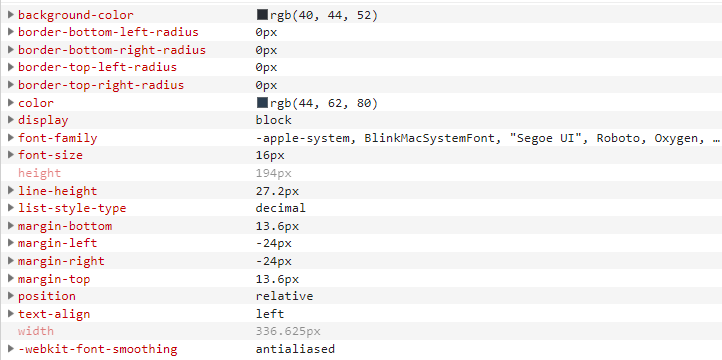 background-color rgb(40, 44, 52)
border-bottom-left-radius 0px
border-bottom-right-radius 0px
border-top-left-radius 0px
border-top-right-radius 0px
color rgb(44, 62, 80)
display block
font-family -apple-system, BlinkMacSystemFont, "Segoe UI", Roboto, Oxygen, …
font-size 16px
height 194px
line-height 27.2px
list-style-type decimal
margin-bottom 13.6px
margin-left -24px
margin-right -24px
margin-top 13.6px
position relative
text-align left
width 336.625px
-webkit-font-smoothing antialiased